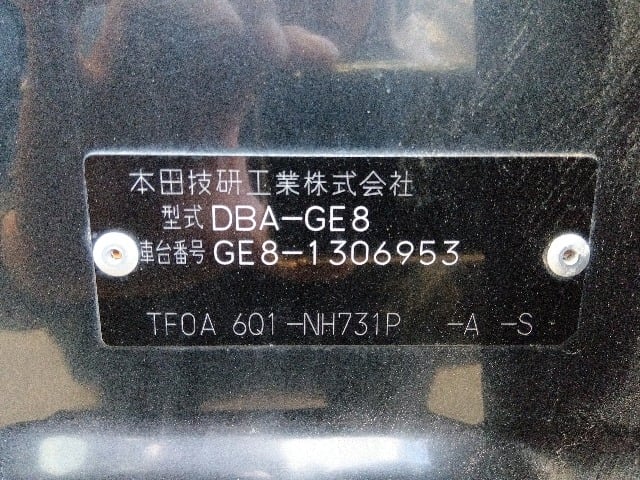 本田技研工業株式会社
型式 DBA-GE8
車台番号 GE8-1306953
TF0A 6Q1-NH731P -A -S